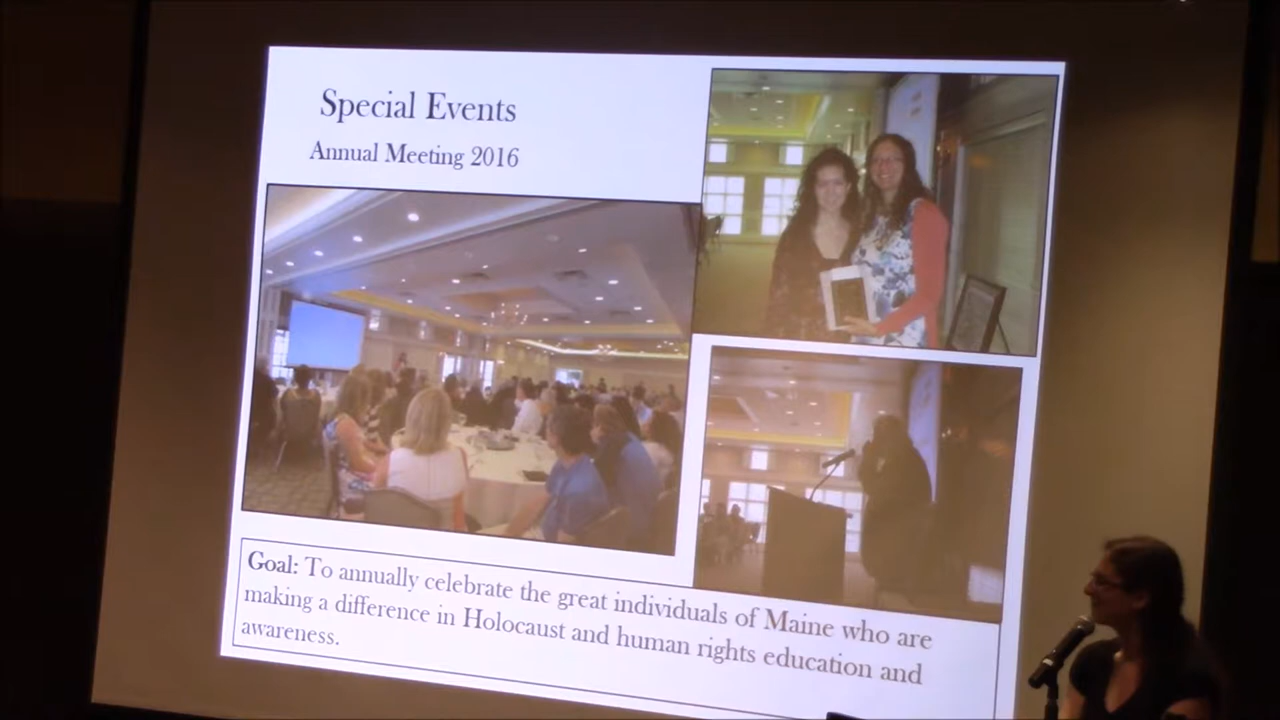 Special Events
Annual Meeting 2016
Goal: To annually celebrate the great individuals of Maine who are
making a difference in Holocaust and human rights education and
awareness.